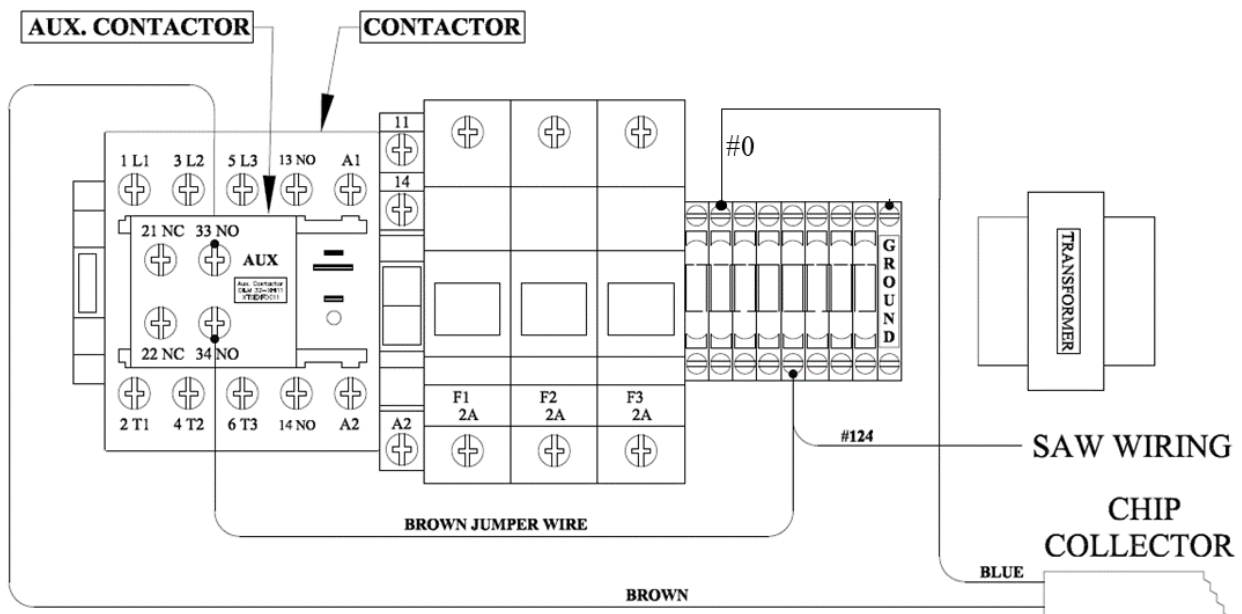 AUX. CONTACTOR
CONTACTOR
11
#0
1 L1 3 L2 5 L3 13 NO A1
14
21 NC 33 NO
AUX
Aux. Contactor
22 NC 34 NO
GROUND
TRANSFORMER
2 T1 4 T2 6 T3 14 NO A2
A2
F1 2A
F2 2A
F3 2A
#124
SAW WIRING
BROWN JUMPER WIRE
CHIP COLLECTOR
BLUE
BROWN